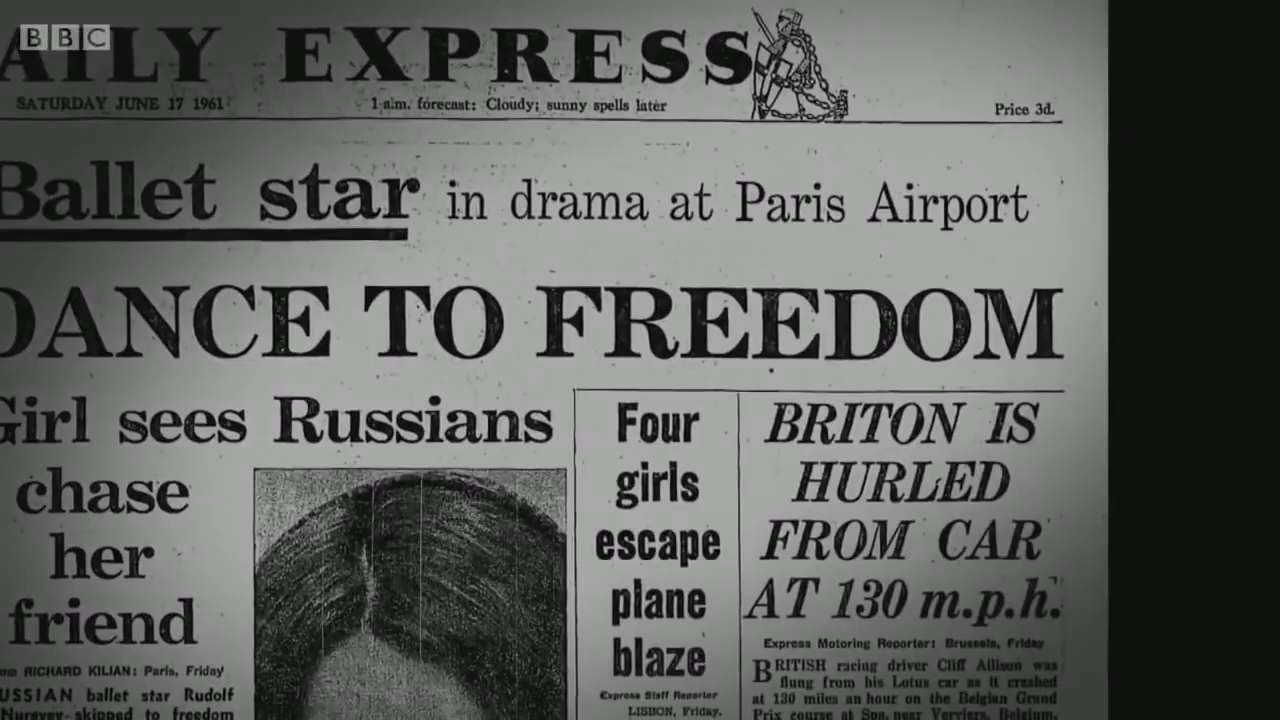 BBC
AILY EXPRESS
SATURDAY JUNE 17 1961
1 a.m. forecast: Cloudy; sunny spells later
Price 3d.
Ballet star in drama at Paris Airport
DANCE TO FREEDOM
Girl sees Russians
chase
her
friend
RICHARD KILIAN: Paris, Friday
USSIAN ballet star Rudolf
Nureyev skipped to freedom
Four
girls
escape
plane
blaze
Express Staff Reporter
LISBON, Friday.
BRITON IS
HURLED
FROM CAR
AT 130 m.p.h.
Express Motoring Reporter: Brussels, Friday
BRITISH racing driver Cliff Allison was
flung from his Lotus car as it crashed
at 130 miles an hour on the Belgian Grand
Prix course at Spa, near Verviers, Belgium,